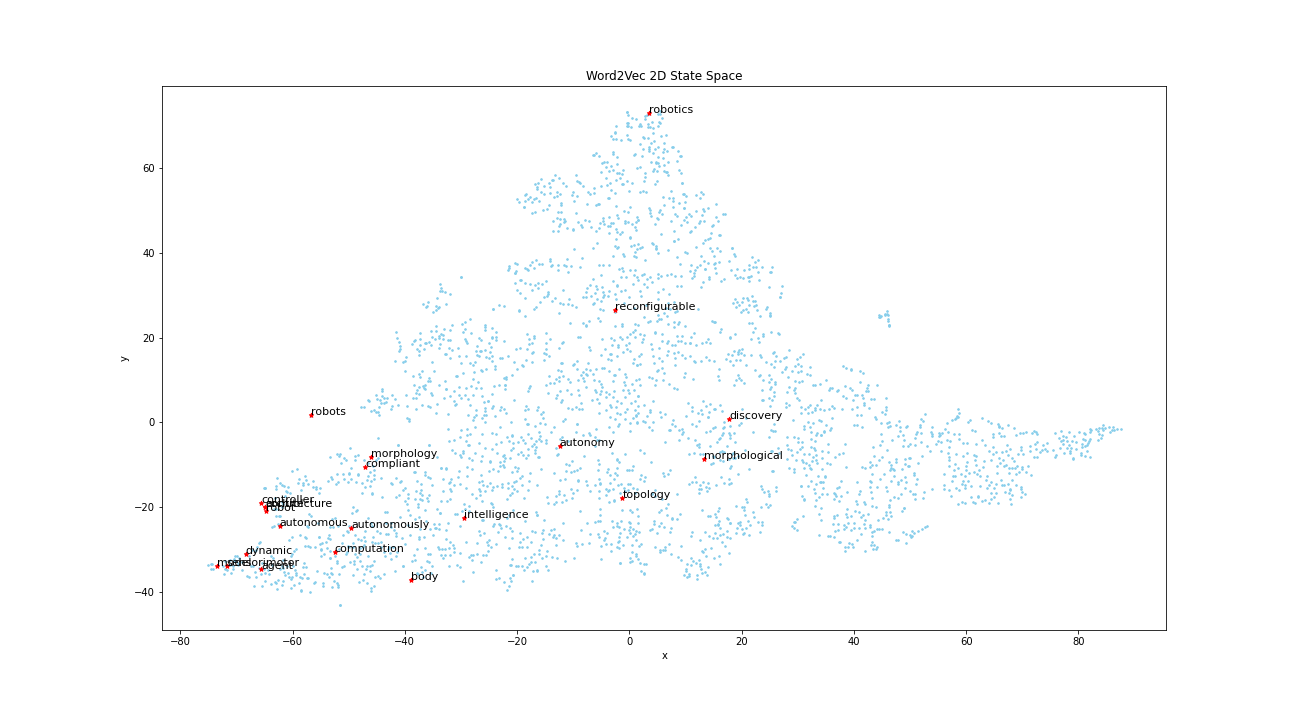 Word2Vec 2D State Space
robotics
60
40
reconfigurable
20
y
robots
discovery
0
autonomy
morphology
morphological
compliant
controller
topology
−20
robot
intelligence
autonomous
autonomously
dynamic
computation
sensorimotor
agent
body
−40
−80
−60
−40
−20
0
20
40
60
80
x